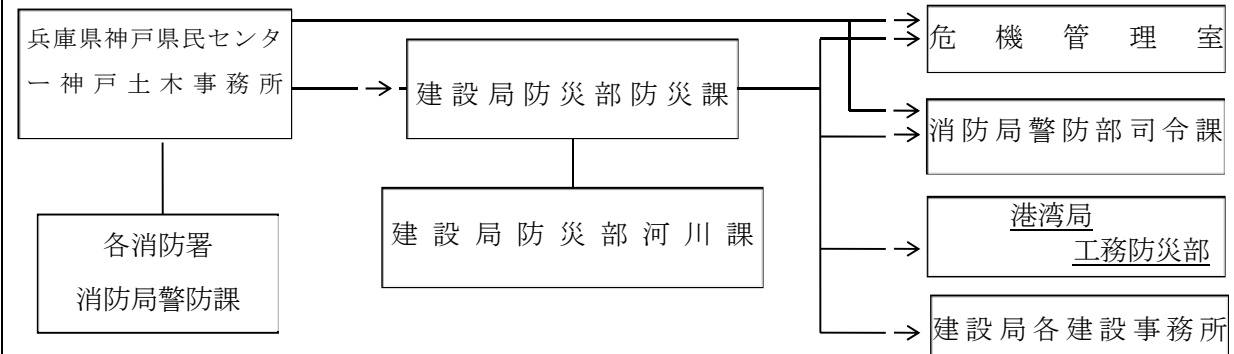 兵庫県神戸県民センタ
ー神戸土木事務所
各消防署
消防局警防課
建設局防災部防災課
建設局防災部河川課
危機管理室
消防局警防部司令課
港湾局
工務防災部
建設局各建設事務所